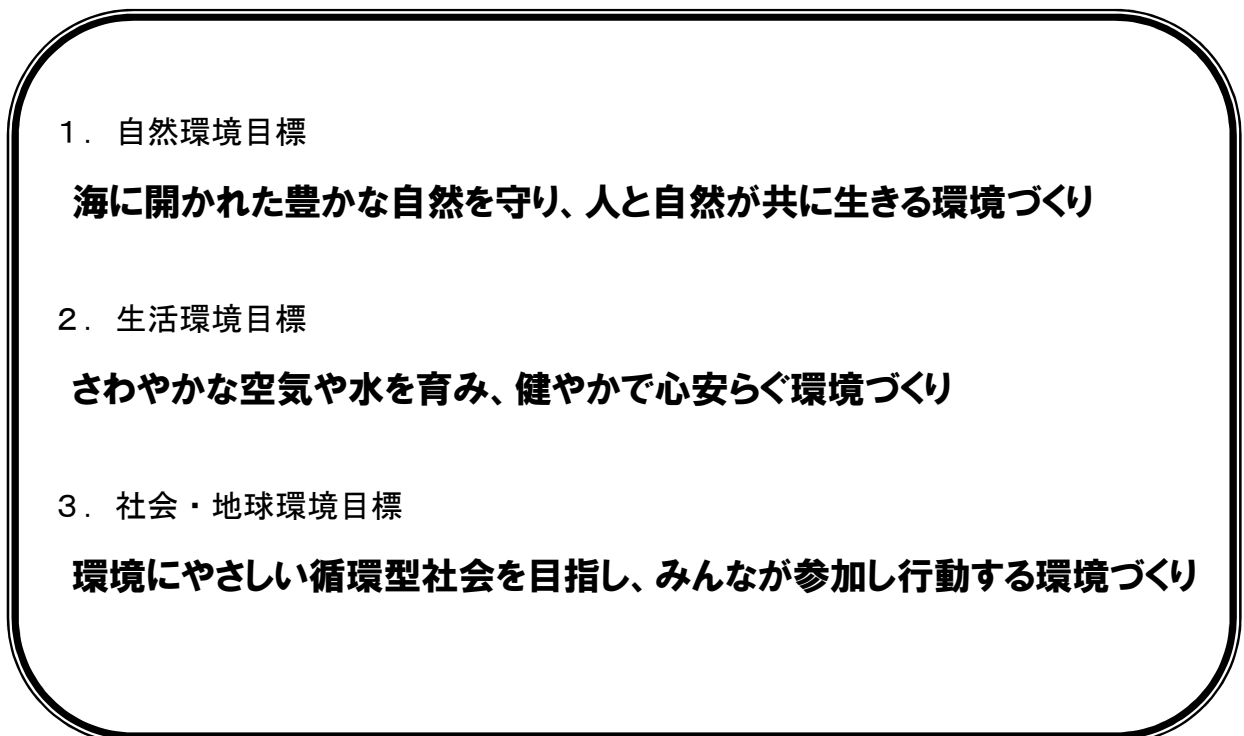 １．自然環境目標
海に開かれた豊かな自然を守り、人と自然が共に生きる環境づくり
２．生活環境目標
さわやかな空気や水を育み、健やかで心安らぐ環境づくり
３．社会・地球環境目標
環境にやさしい循環型社会を目指し、みんなが参加し行動する環境づくり